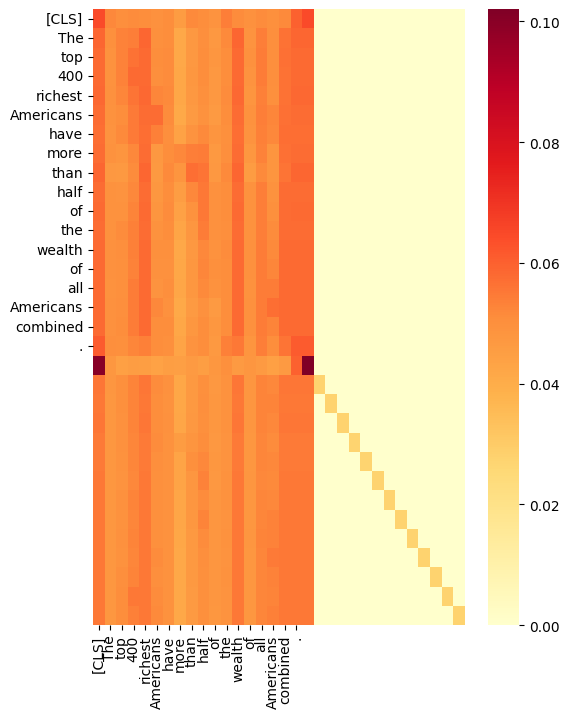 [CLS]
The
top
400
richest
Americans
have
more
than
half
of
the
wealth
of
all
Americans
combined
.
[CLS]
The
top
400
richest
Americans
have
more
than
half
of
the
wealth
of
all
Americans
combined
.
0.10
0.08
0.06
0.04
0.02
0.00